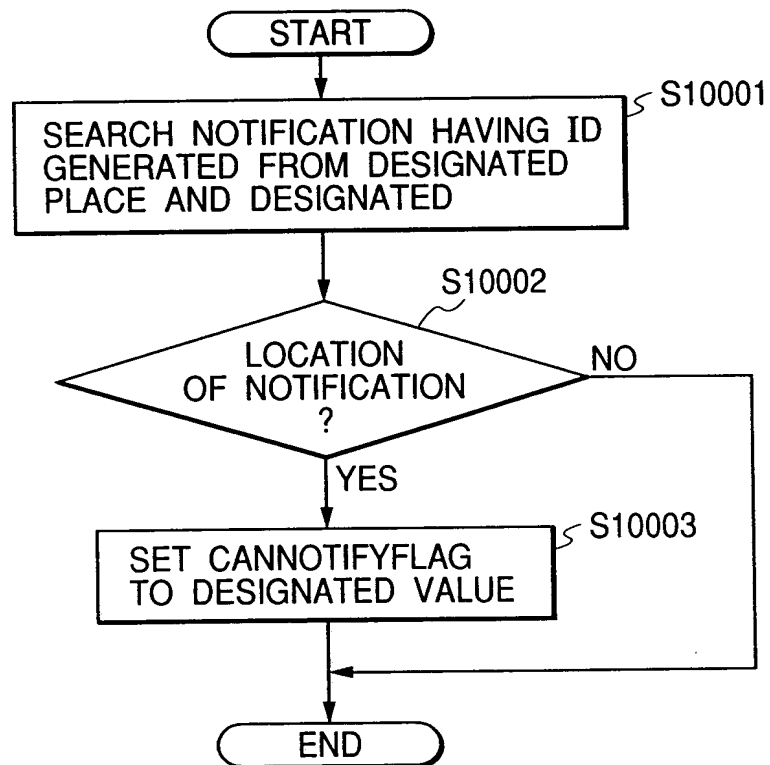 START
S10001
SEARCH NOTIFICATION HAVING ID
GENERATED FROM DESIGNATED
PLACE AND DESIGNATED
S10002
LOCATION
OF NOTIFICATION
?
NO
YES
S10003
SET CANNOTIFYFLAG
TO DESIGNATED VALUE
END